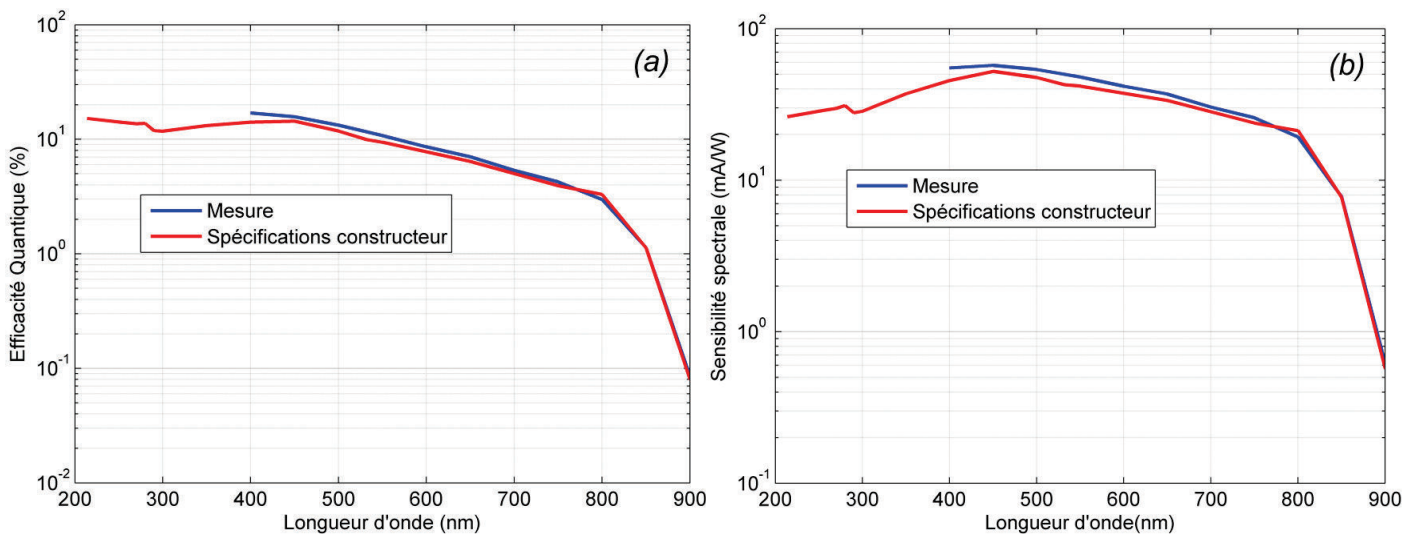 (a)
Efficacité Quantique (%)
10^2
10^1
10^0
10^-1
10^-2
Mesure
Spécifications constructeur
200 300 400 500 600 700 800 900
Longueur d'onde (nm)
(b)
Sensibilité spectrale (mA/W)
10^2
10^1
10^0
10^-1
Mesure
Spécifications constructeur
200 300 400 500 600 700 800 900
Longueur d'onde(nm)